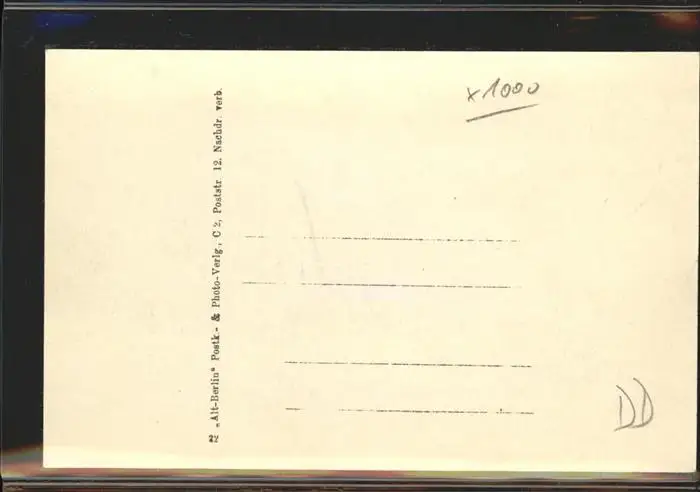 x1000
22 „Alt-Berlin“ Postk.- & Photo-Verlg., C 2, Poststr. 12. Nachdr. verb.
DD